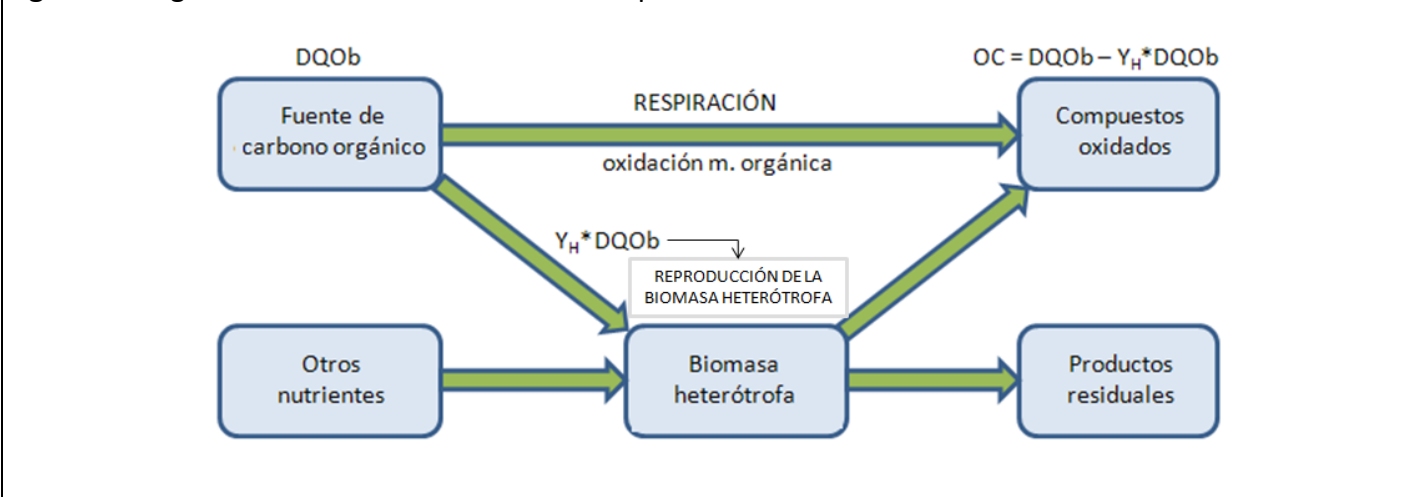 DQOb
OC = DQOb – YH*DQOb
Fuente de
carbono orgánico
RESPIRACIÓN
oxidación m. orgánica
Compuestos
oxidados
YH*DQOb
REPRODUCCIÓN DE LA
BIOMASA HETERÓTROFA
Otros
nutrientes
Biomasa
heterótrofa
Productos
residuales